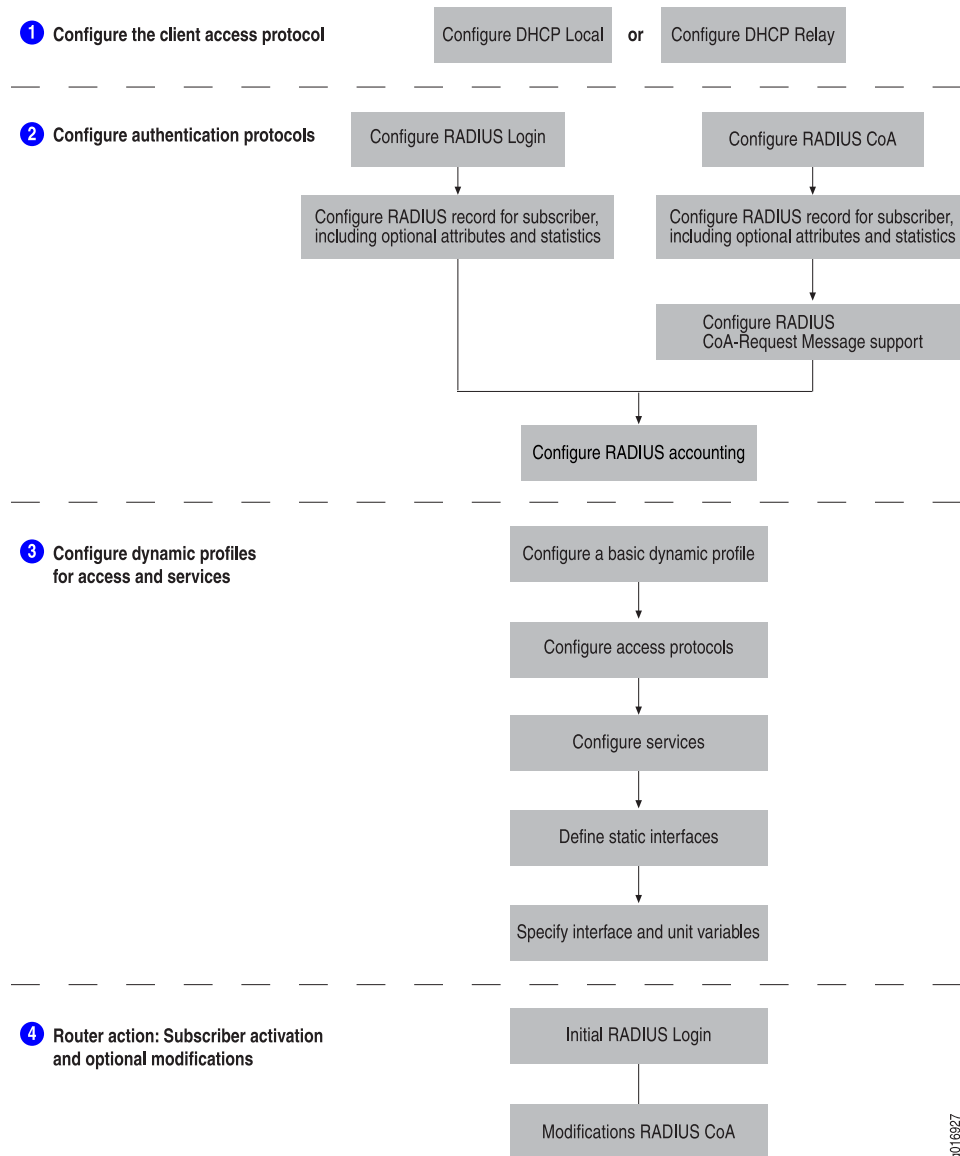 1 Configure the client access protocol
Configure DHCP Local or Configure DHCP Relay
2 Configure authentication protocols
Configure RADIUS Login
Configure RADIUS CoA
Configure RADIUS record for subscriber,
including optional attributes and statistics
Configure RADIUS record for subscriber,
including optional attributes and statistics
Configure RADIUS
CoA-Request Message support
Configure RADIUS accounting
3 Configure dynamic profiles
for access and services
Configure a basic dynamic profile
Configure access protocols
Configure services
Define static interfaces
Specify interface and unit variables
4 Router action: Subscriber activation
and optional modifications
Initial RADIUS Login
Modifications RADIUS CoA